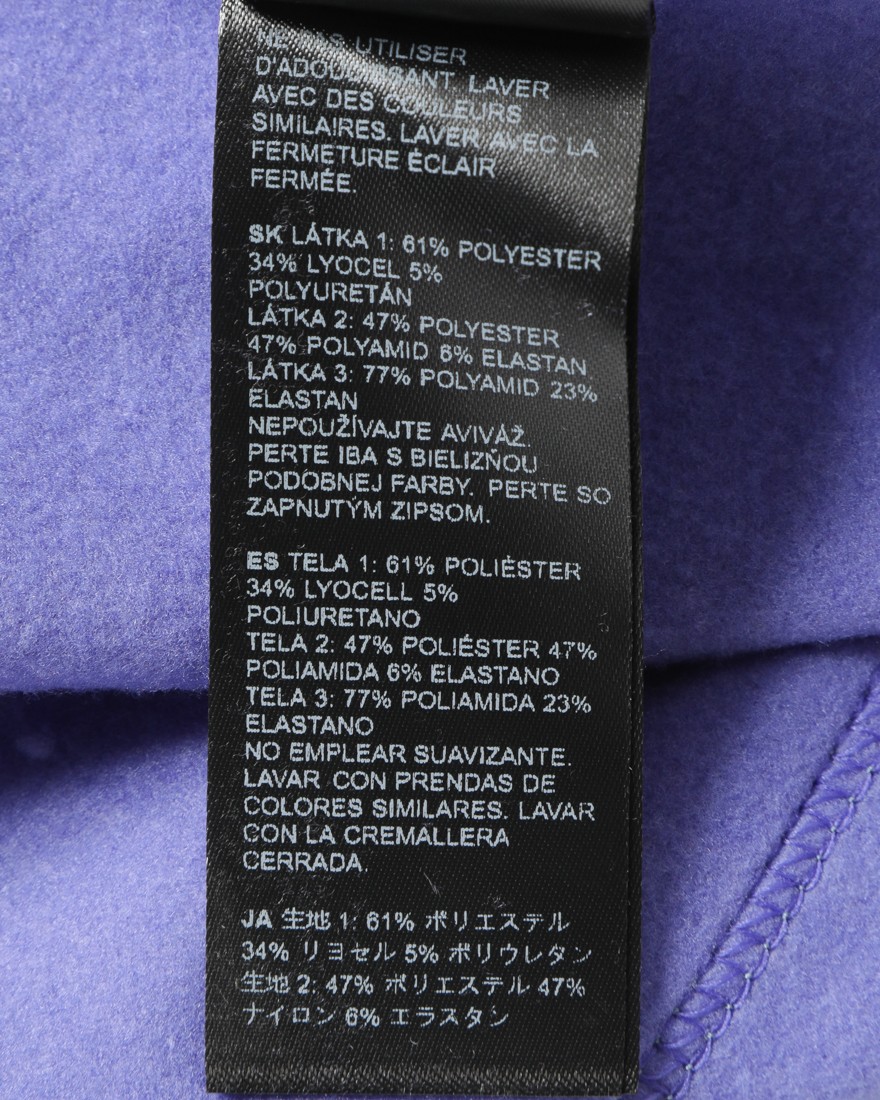 NE PAS UTILISER
D'ADOUCISSANT. LAVER
AVEC DES COULEURS
SIMILAIRES. LAVER AVEC LA
FERMETURE ÉCLAIR
FERMÉE.
SK LÁTKA 1: 61% POLYESTER
34% LYOCEL 5%
POLYURETÁN
LÁTKA 2: 47% POLYESTER
47% POLYAMID 6% ELASTAN
LÁTKA 3: 77% POLYAMID 23%
ELASTAN
NEPOUŽÍVAJTE AVIVÁŽ.
PERTE IBA S BIELIZŇOU
PODOBNEJ FARBY. PERTE SO
ZAPNUTÝM ZIPSOM.
ES TELA 1: 61% POLIÉSTER
34% LYOCELL 5%
POLIURETANO
TELA 2: 47% POLIÉSTER 47%
POLIAMIDA 6% ELASTANO
TELA 3: 77% POLIAMIDA 23%
ELASTANO
NO EMPLEAR SUAVIZANTE.
LAVAR CON PRENDAS DE
COLORES SIMILARES. LAVAR
CON LA CREMALLERA
CERRADA.
JA 生地 1: 61% ポリエステル
34% リヨセル 5% ポリウレタン
生地 2: 47% ポリエステル 47%
ナイロン 6% エラスタン